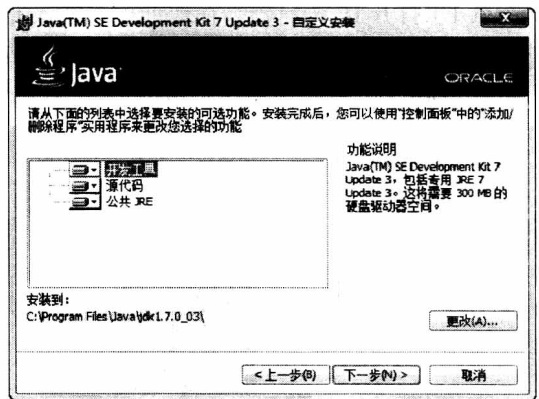 Java(TM) SE Development Kit 7 Update 3 - 自定义安装
Java
ORACLE
请从下面的列表中选择要安装的可选功能。安装完成后，您可以使用“控制面板”中的“添加/
删除程序”实用程序来更改您选择的功能
开发工具
源代码
公共 JRE
功能说明
Java(TM) SE Development Kit 7
Update 3，包括专用 JRE 7
Update 3。这将需要 300 MB 的
硬盘驱动器空间。
安装到：
C:\Program Files\Java\jdk1.7.0_03\
更改(A)...
<上一步(B)
下一步(N) >
取消